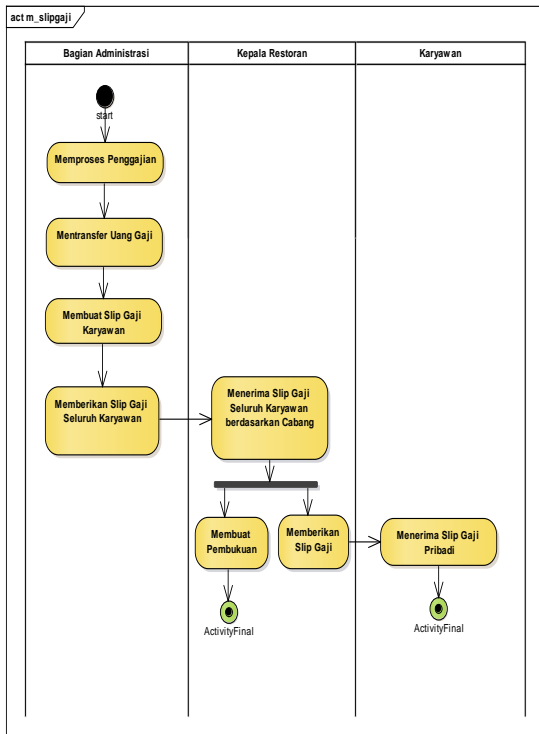 act m_slipgaji
Bagian Administrasi
Kepala Restoran
Karyawan
start
Memproses Penggajian
Mentransfer Uang Gaji
Membuat Slip Gaji
Karyawan
Memberikan Slip Gaji
Seluruh Karyawan
Menerima Slip Gaji
Seluruh Karyawan
berdasarkan Cabang
Membuat
Pembukuan
Memberikan
Slip Gaji
Menerima Slip Gaji
Pribadi
ActivityFinal
ActivityFinal